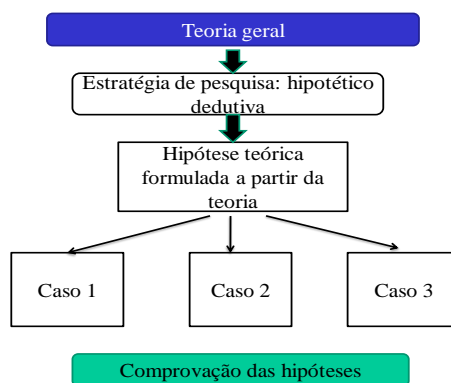 Teoria geral
Estratégia de pesquisa: hipotético
dedutiva
Hipótese teórica
formulada a partir da
teoria
Caso 1
Caso 2
Caso 3
Comprovação das hipóteses